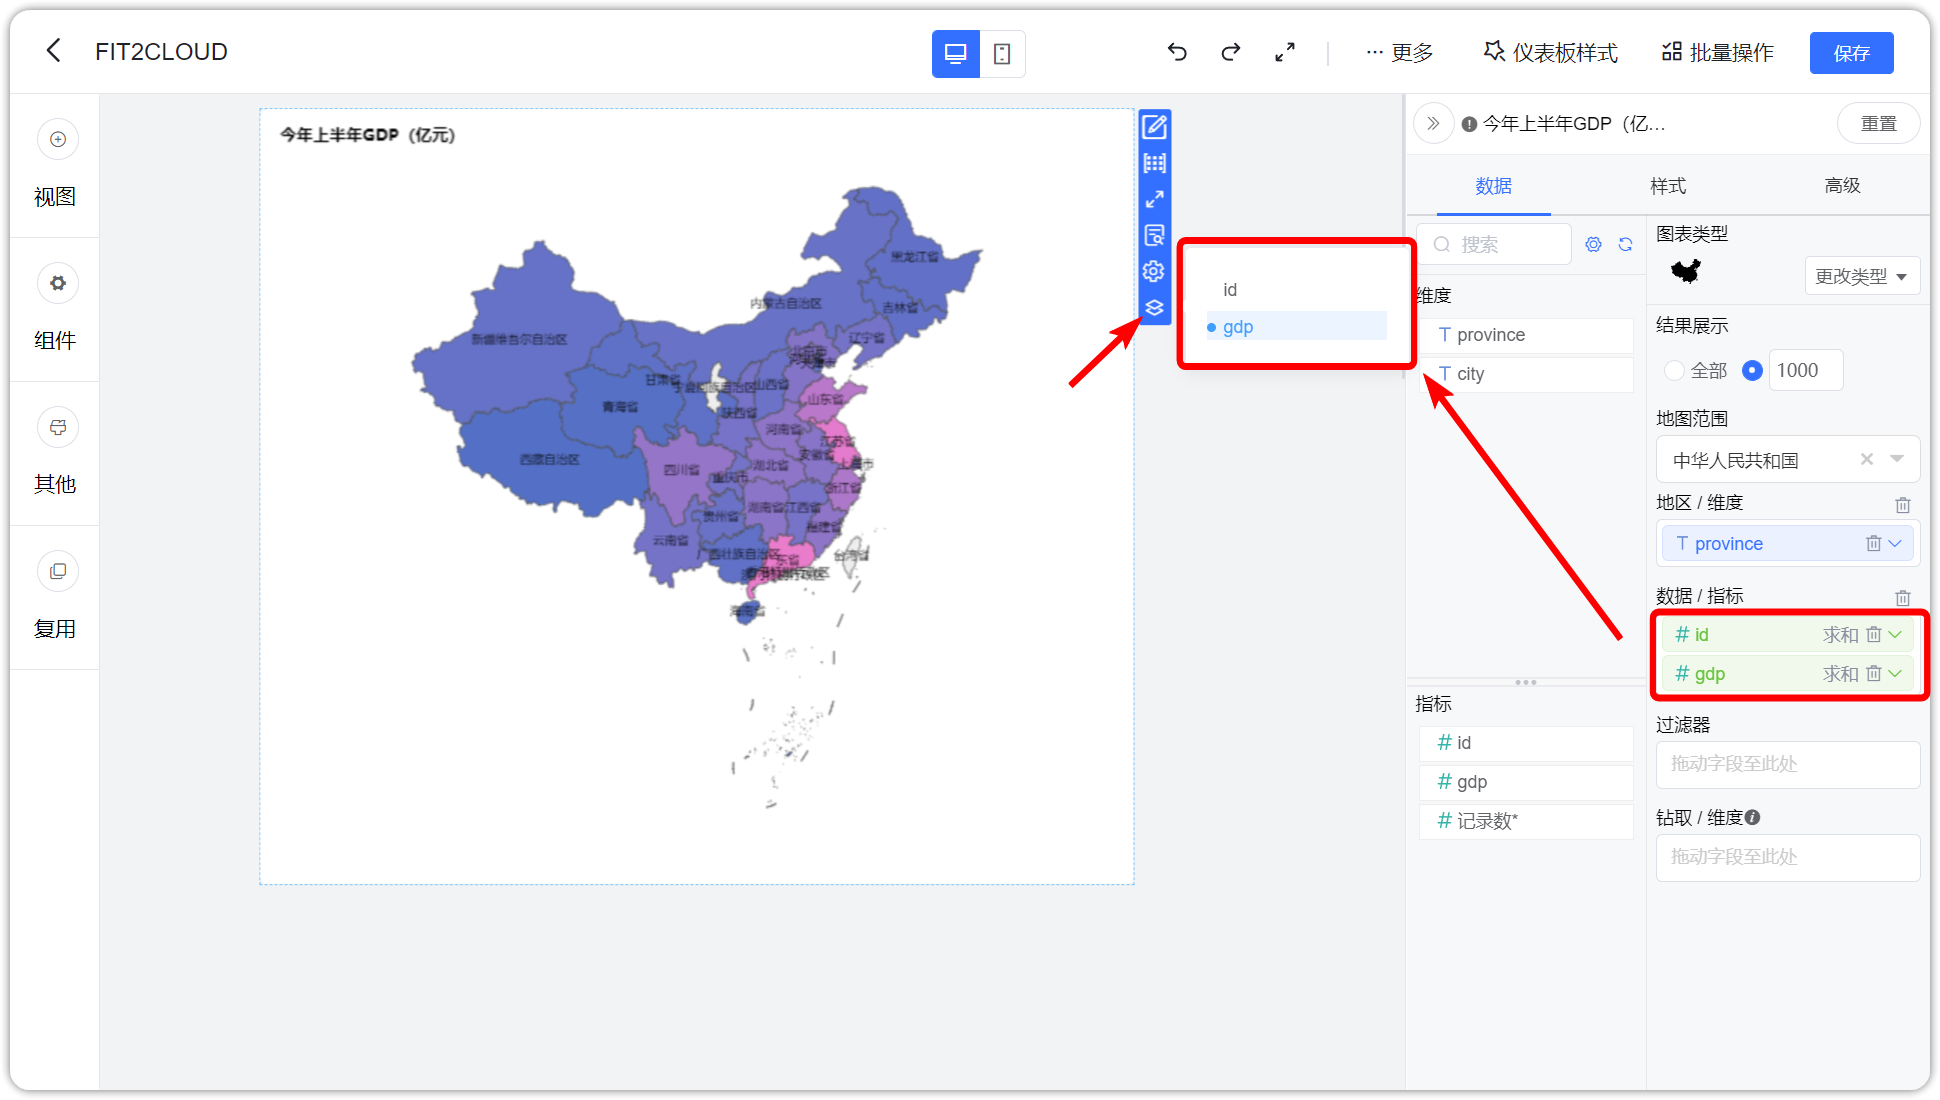 FIT2CLOUD
更多
仪表板样式
批量操作
保存
视图
组件
其他
复用
今年上半年GDP（亿元）
黑龙江省
内蒙古自治区
吉林省
新疆维吾尔自治区
辽宁省
北京市
天津市
甘肃省
宁夏回族自治区
山西省
青海省
山东省
陕西省
河南省
江苏省
西藏自治区
安徽省
上海市
四川省
湖北省
重庆市
浙江省
湖南省
江西省
贵州省
福建省
云南省
广西壮族自治区
台湾省
海南省
id
gdp
今年上半年GDP（亿...
重置
数据
样式
高级
搜索
维度
province
city
指标
id
gdp
记录数*
图表类型
更改类型
结果展示
全部
1000
地图范围
中华人民共和国
地区 / 维度
province
数据 / 指标
id 求和
gdp 求和
过滤器
拖动字段至此处
钻取 / 维度
拖动字段至此处